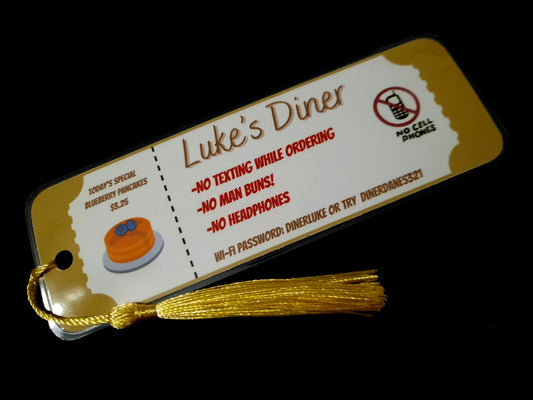 Luke's Diner
NO CELL
PHONES
-NO TEXTING WHILE ORDERING
-NO MAN BUNS!
-NO HEADPHONES
WI-FI PASSWORD: DINERLUKE OR TRY DINERDANES321
TODAY'S SPECIAL
BLUEBERRY PANCAKES
$3.25